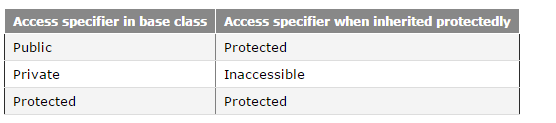 Access specifier in base class Access specifier when inherited protectedly
Public Protected
Private Inaccessible
Protected Protected